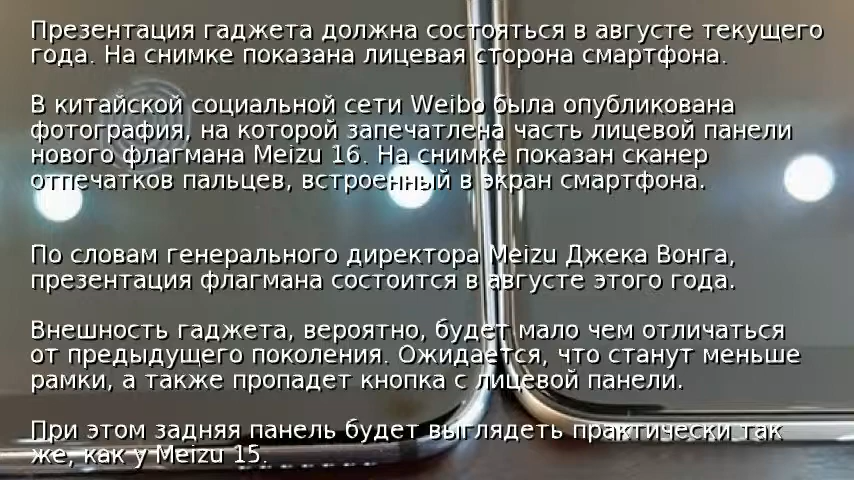 Презентация гаджета должна состояться в августе текущего
года. На снимке показана лицевая сторона смартфона.
В китайской социальной сети Weibo была опубликована
фотография, на которой запечатлена часть лицевой панели
нового флагмана Meizu 16. На снимке показан сканер
отпечатков пальцев, встроенный в экран смартфона.
По словам генерального директора Meizu Джека Вонга,
презентация флагмана состоится в августе этого года.
Внешность гаджета, вероятно, будет мало чем отличаться
от предыдущего поколения. Ожидается, что станут меньше
рамки, а также пропадет кнопка с лицевой панели.
При этом задняя панель будет выглядеть практически так
же, как у Meizu 15.